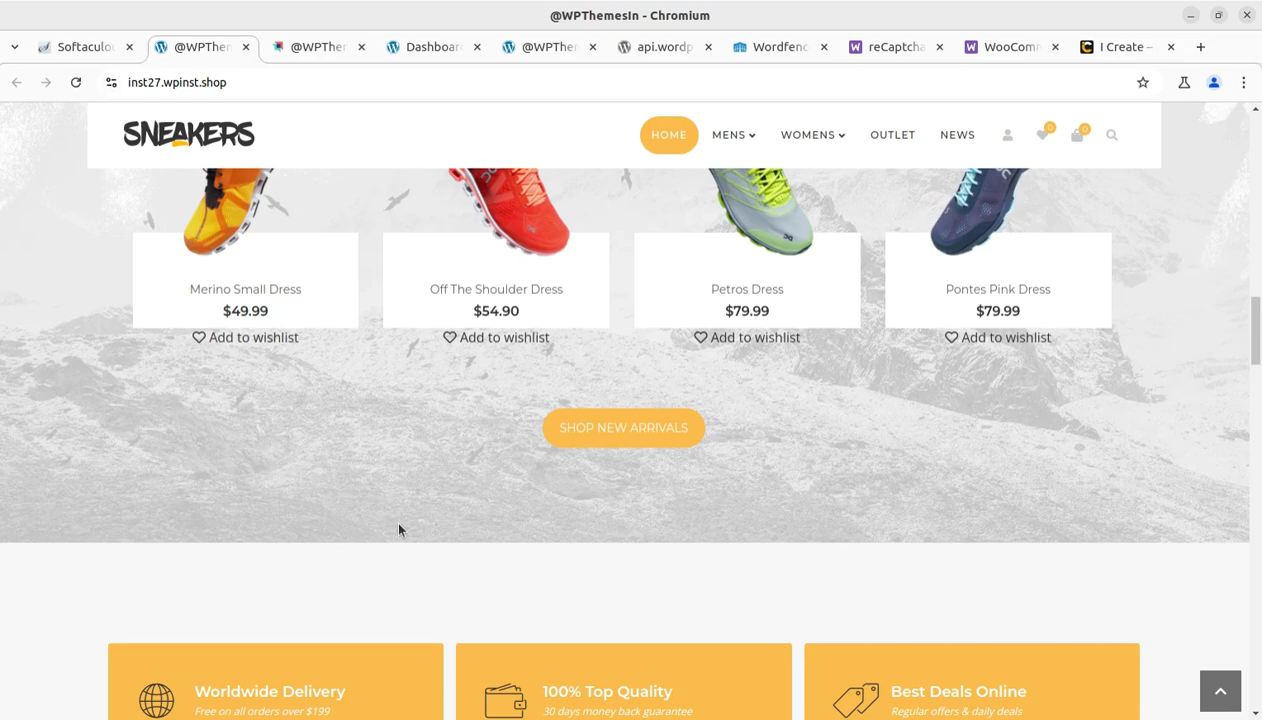 @WPThemesIn - Chromium
Softaculou
@WPThem
@WPThem
Dashboar
@WPThem
api.wordp
Wordfenc
reCaptcha
WooComm
I Create –
inst27.wpinst.shop
SNEAKERS
HOME
MENS
WOMENS
OUTLET
NEWS
0
0
Merino Small Dress
$49.99
Add to wishlist
Off The Shoulder Dress
$54.90
Add to wishlist
Petros Dress
$79.99
Add to wishlist
Pontes Pink Dress
$79.99
Add to wishlist
SHOP NEW ARRIVALS
Worldwide Delivery
Free on all orders over $199
100% Top Quality
30 days money back guarantee
Best Deals Online
Regular offers & daily deals